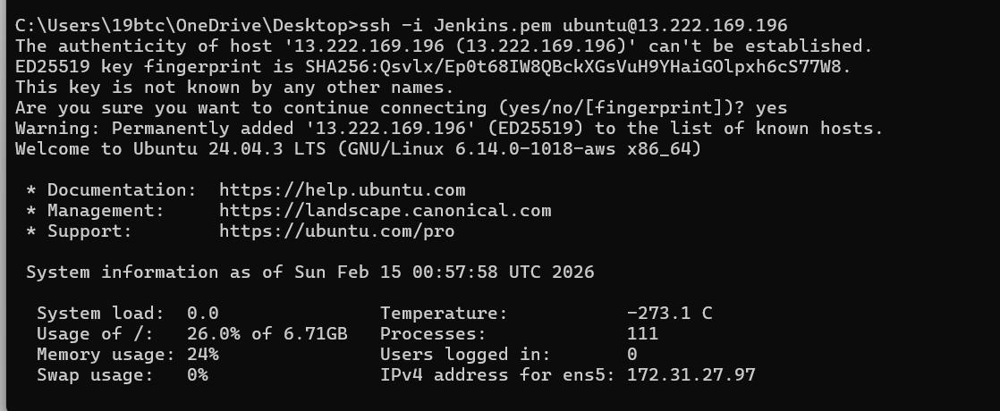 C:\Users\19btc\OneDrive\Desktop>ssh -i Jenkins.pem ubuntu@13.222.169.196
The authenticity of host '13.222.169.196 (13.222.169.196)' can't be established.
ED25519 key fingerprint is SHA256:Qsvlx/Ep0t68IW8QBckXGsVuH9YHaiGOlpxh6cS77W8.
This key is not known by any other names.
Are you sure you want to continue connecting (yes/no/[fingerprint])? yes
Warning: Permanently added '13.222.169.196' (ED25519) to the list of known hosts.
Welcome to Ubuntu 24.04.3 LTS (GNU/Linux 6.14.0-1018-aws x86_64)

 * Documentation:  https://help.ubuntu.com
 * Management:     https://landscape.canonical.com
 * Support:        https://ubuntu.com/pro

 System information as of Sun Feb 15 00:57:58 UTC 2026

  System load:  0.0               Temperature:           -273.1 C
  Usage of /:   26.0% of 6.71GB   Processes:             111
  Memory usage: 24%               Users logged in:       0
  Swap usage:   0%                IPv4 address for ens5: 172.31.27.97